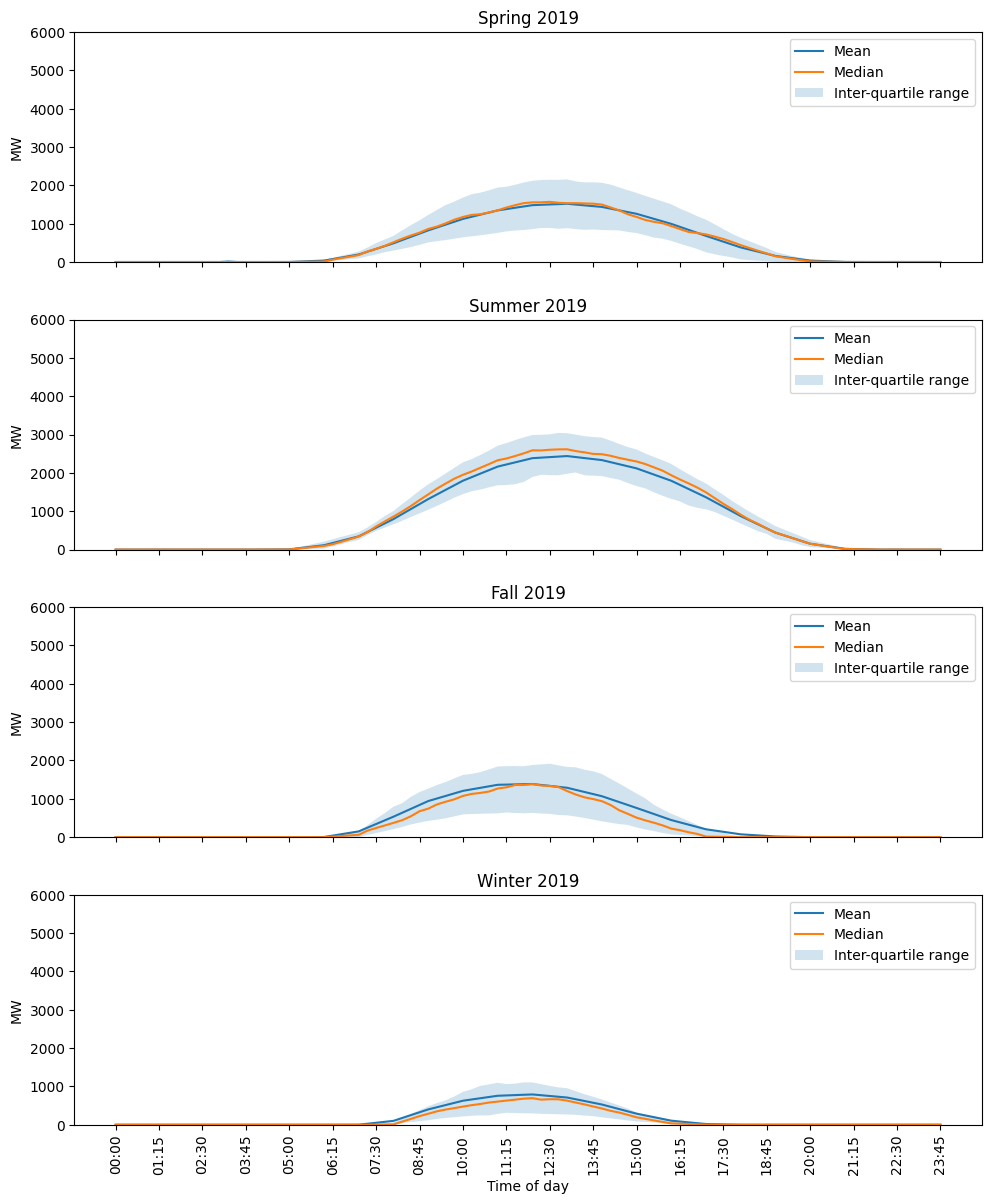 Spring 2019
6000
5000
4000
3000
2000
1000
0
MW
Mean
Median
Inter-quartile range
Summer 2019
6000
5000
4000
3000
2000
1000
0
MW
Mean
Median
Inter-quartile range
Fall 2019
6000
5000
4000
3000
2000
1000
0
MW
Mean
Median
Inter-quartile range
Winter 2019
6000
5000
4000
3000
2000
1000
0
MW
Mean
Median
Inter-quartile range
00:00
01:15
02:30
03:45
05:00
06:15
07:30
08:45
10:00
11:15
12:30
13:45
15:00
16:15
17:30
18:45
20:00
21:15
22:30
23:45
Time of day